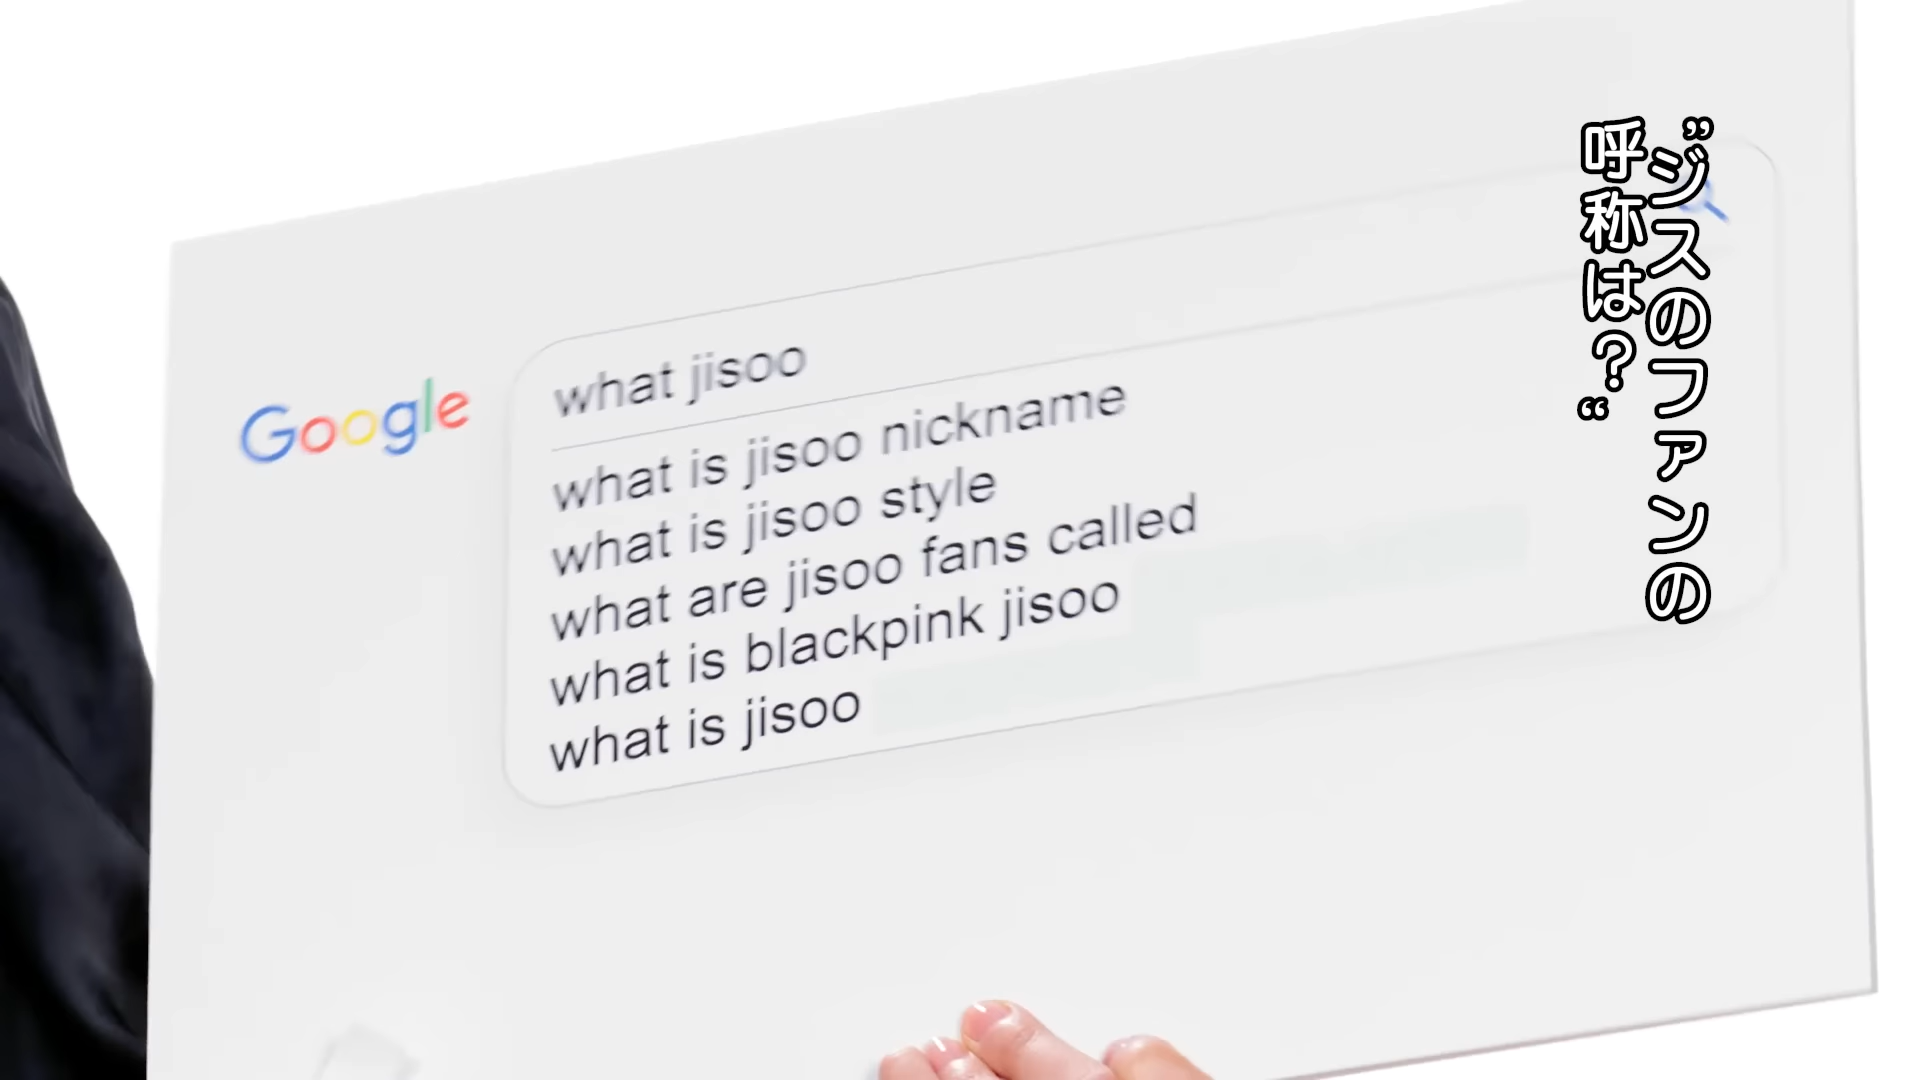 Google
what jisoo
what is jisoo nickname
what is jisoo style
what are jisoo fans called
what is blackpink jisoo
what is jisoo
”ジスのファンの
呼称は？“